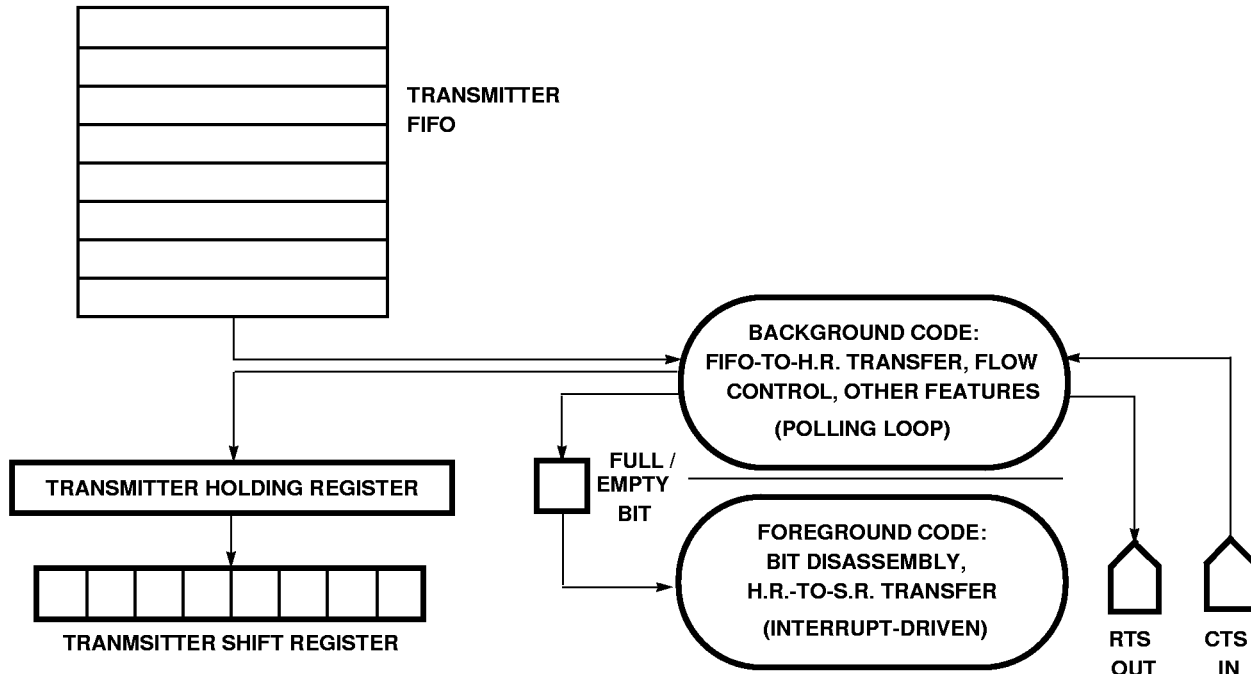 TRANSMITTER
FIFO
BACKGROUND CODE:
FIFO-TO-H.R. TRANSFER, FLOW
CONTROL, OTHER FEATURES
(POLLING LOOP)
TRANSMITTER HOLDING REGISTER
FULL /
EMPTY
BIT
FOREGROUND CODE:
BIT DISASSEMBLY,
H.R.-TO-S.R. TRANSFER
(INTERRUPT-DRIVEN)
TRANMSITTER SHIFT REGISTER
RTS
OUT
CTS
IN